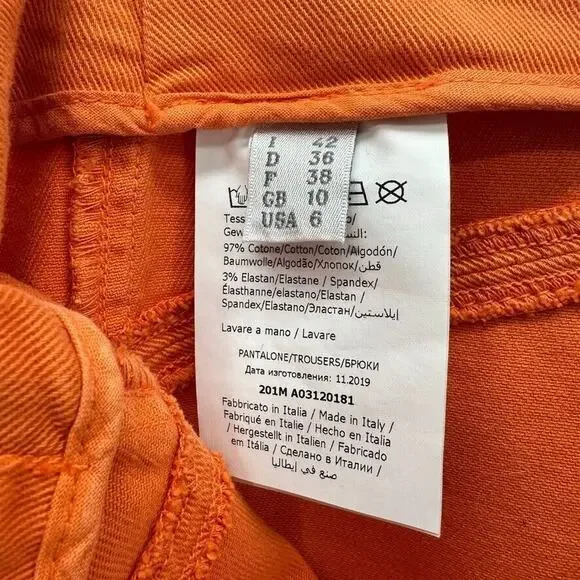 I 42
D 36
F 38
GB 10
USA 6
Tess
Gew
97% Cotone/Cotton/Coton/Algodón/
Baumwolle/Algodão/Хлопок/قطن
3% Elastan/Elastane / Spandex/
Élasthanne/elastano/Elastan /
Spandex/Elastano/Эластан/إيلاستين
Lavare a mano / Lavare
PANTALONE/TROUSERS/БРЮКИ
Дата изготовления: 11.2019
201M A03120181
Fabbricato in Italia / Made in Italy /
Fabriqué en Italie / Hecho en Italia
/ Hergestellt in Italien / Fabricado
em Itália / Сделано в Италии /
صنع في إيطاليا